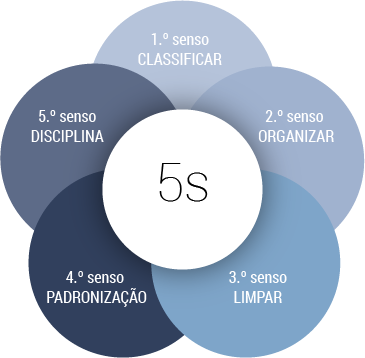 1.º senso
CLASSIFICAR
2.º senso
ORGANIZAR
3.º senso
LIMPAR
4.º senso
PADRONIZAÇÃO
5.º senso
DISCIPLINA
5s